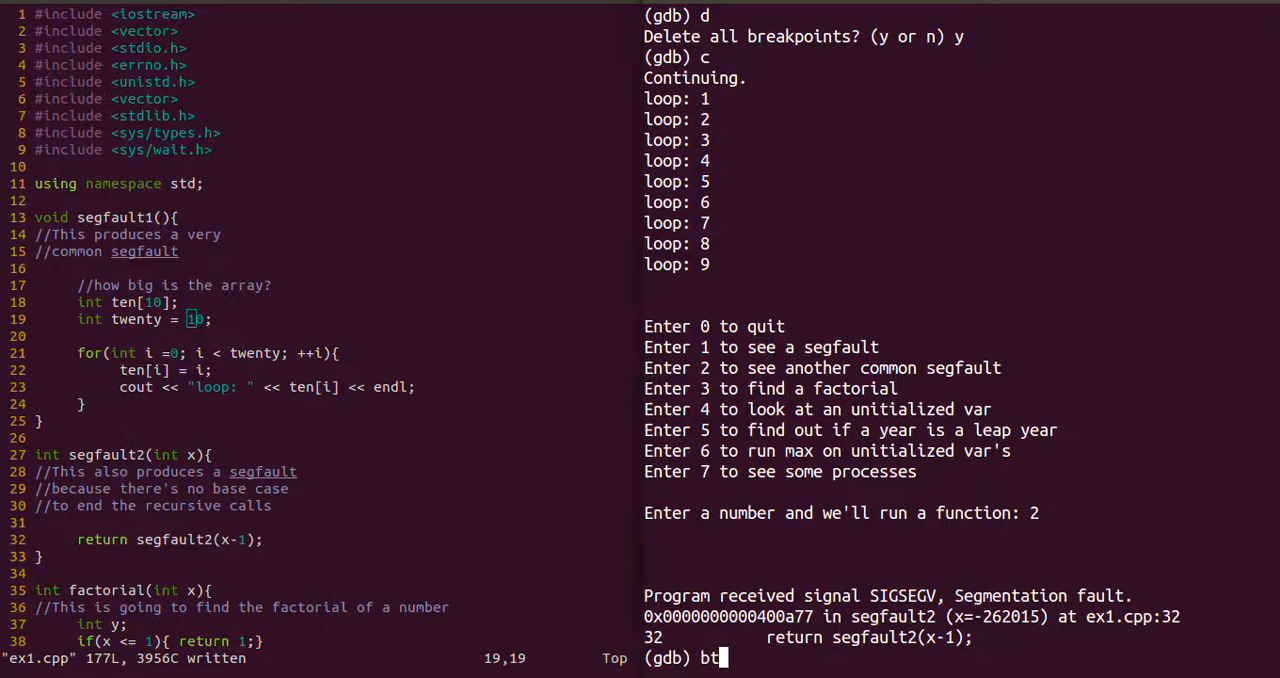 1 #include <iostream>
2 #include <vector>
3 #include <stdio.h>
4 #include <errno.h>
5 #include <unistd.h>
6 #include <vector>
7 #include <stdlib.h>
8 #include <sys/types.h>
9 #include <sys/wait.h>
10
11 using namespace std;
12
13 void segfault1(){
14 //This produces a very
15 //common segfault
16
17 //how big is the array?
18 int ten[10];
19 int twenty = 10;
20
21 for(int i =0; i < twenty; ++i){
22 ten[i] = i;
23 cout << "loop: " << ten[i] << endl;
24 }
25 }
26
27 int segfault2(int x){
28 //This also produces a segfault
29 //because there's no base case
30 //to end the recursive calls
31
32 return segfault2(x-1);
33 }
34
35 int factorial(int x){
36 //This is going to find the factorial of a number
37 int y;
38 if(x <= 1){ return 1;}
"ex1.cpp" 177L, 3956C written 19,19 Top
(gdb) d
Delete all breakpoints? (y or n) y
(gdb) c
Continuing.
loop: 1
loop: 2
loop: 3
loop: 4
loop: 5
loop: 6
loop: 7
loop: 8
loop: 9
Enter 0 to quit
Enter 1 to see a segfault
Enter 2 to see another common segfault
Enter 3 to find a factorial
Enter 4 to look at an unitialized var
Enter 5 to find out if a year is a leap year
Enter 6 to run max on unitialized var's
Enter 7 to see some processes
Enter a number and we'll run a function: 2
Program received signal SIGSEGV, Segmentation fault.
0x0000000000400a77 in segfault2 (x=-262015) at ex1.cpp:32
32 return segfault2(x-1);
(gdb) bt